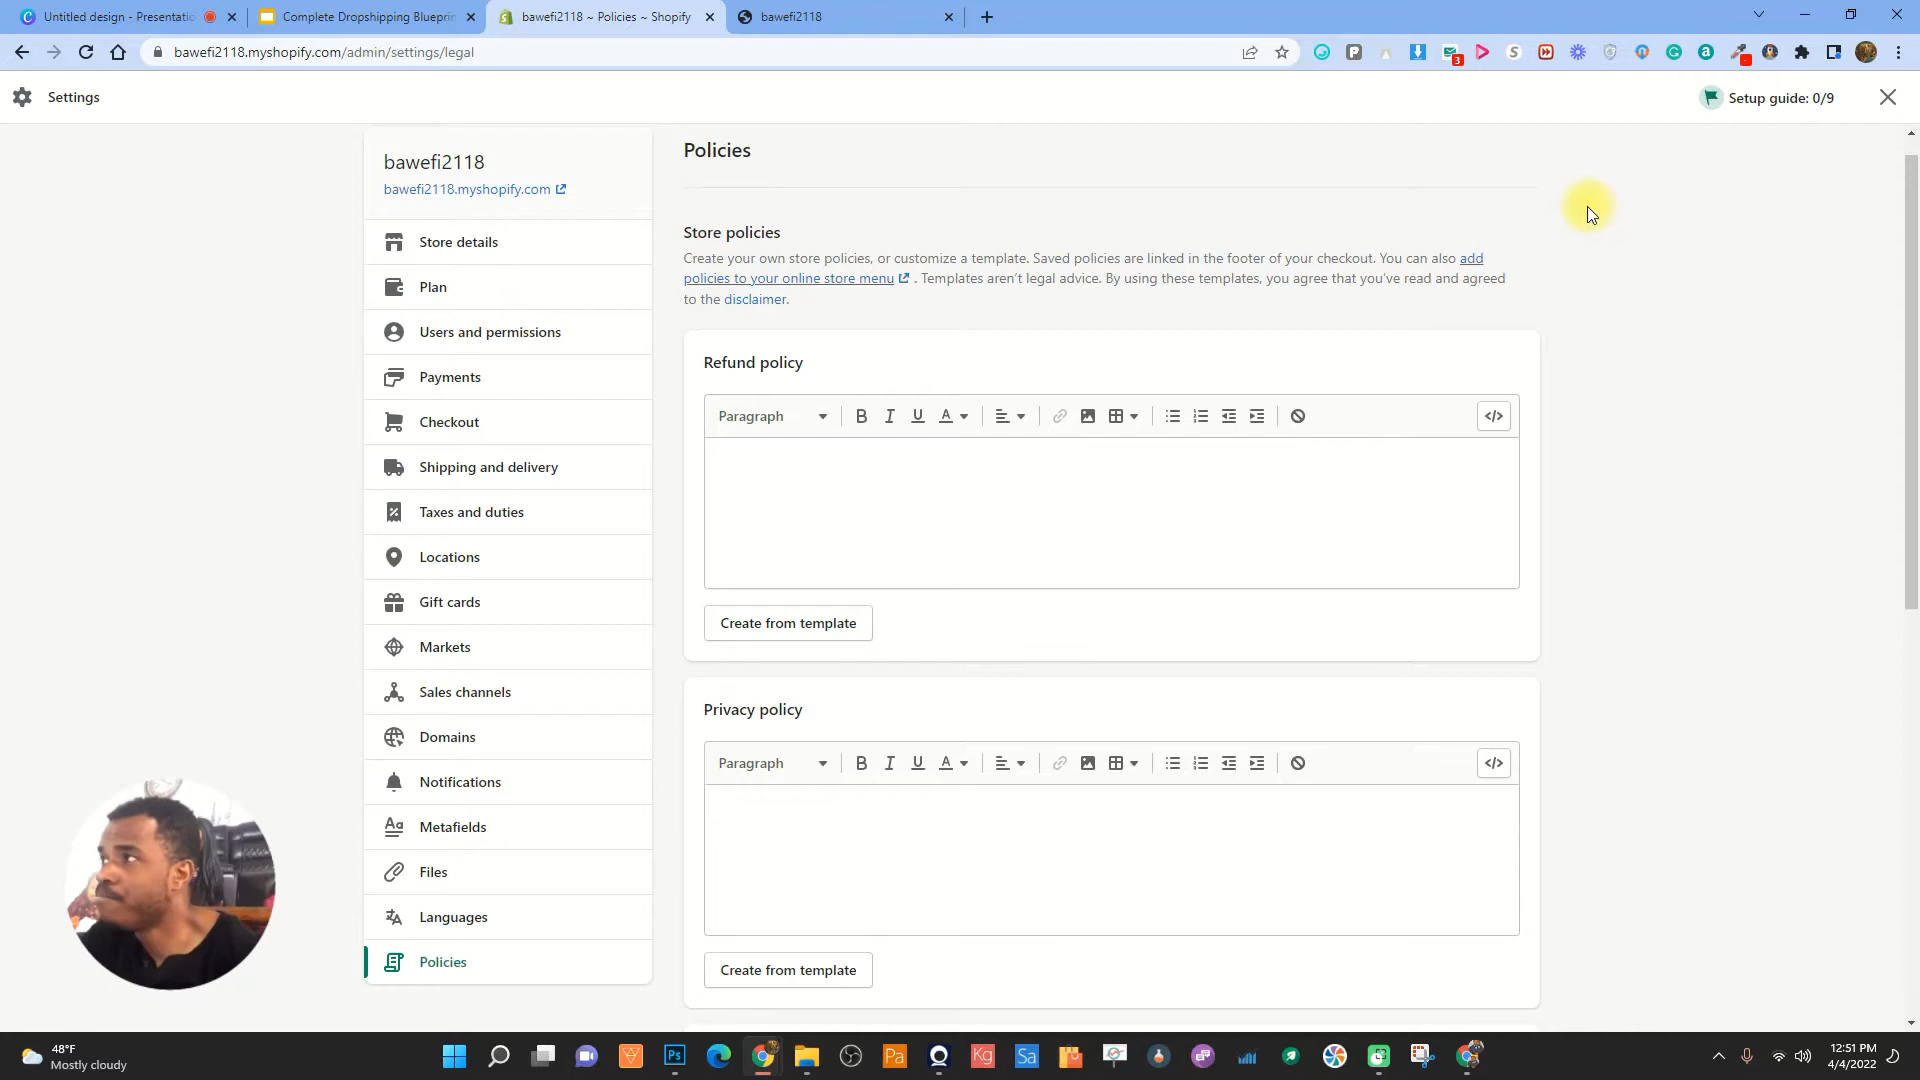 Untitled design - Presentatio
Complete Dropshipping Blueprin
bawefi2118 ~ Policies ~ Shopify
bawefi2118
bawefi2118.myshopify.com/admin/settings/legal
3
Settings
Setup guide: 0/9
bawefi2118
bawefi2118.myshopify.com
Store details
Plan
Users and permissions
Payments
Checkout
Shipping and delivery
Taxes and duties
Locations
Gift cards
Markets
Sales channels
Domains
Notifications
Metafields
Files
Languages
Policies
Policies
Store policies
Create your own store policies, or customize a template. Saved policies are linked in the footer of your checkout. You can also add
policies to your online store menu . Templates aren't legal advice. By using these templates, you agree that you've read and agreed
to the disclaimer.
Refund policy
Paragraph B I U A </>
Create from template
Privacy policy
Paragraph B I U A </>
Create from template
48°F
Mostly cloudy
Ps
Pa
Kg
Sa
12:51 PM
4/4/2022